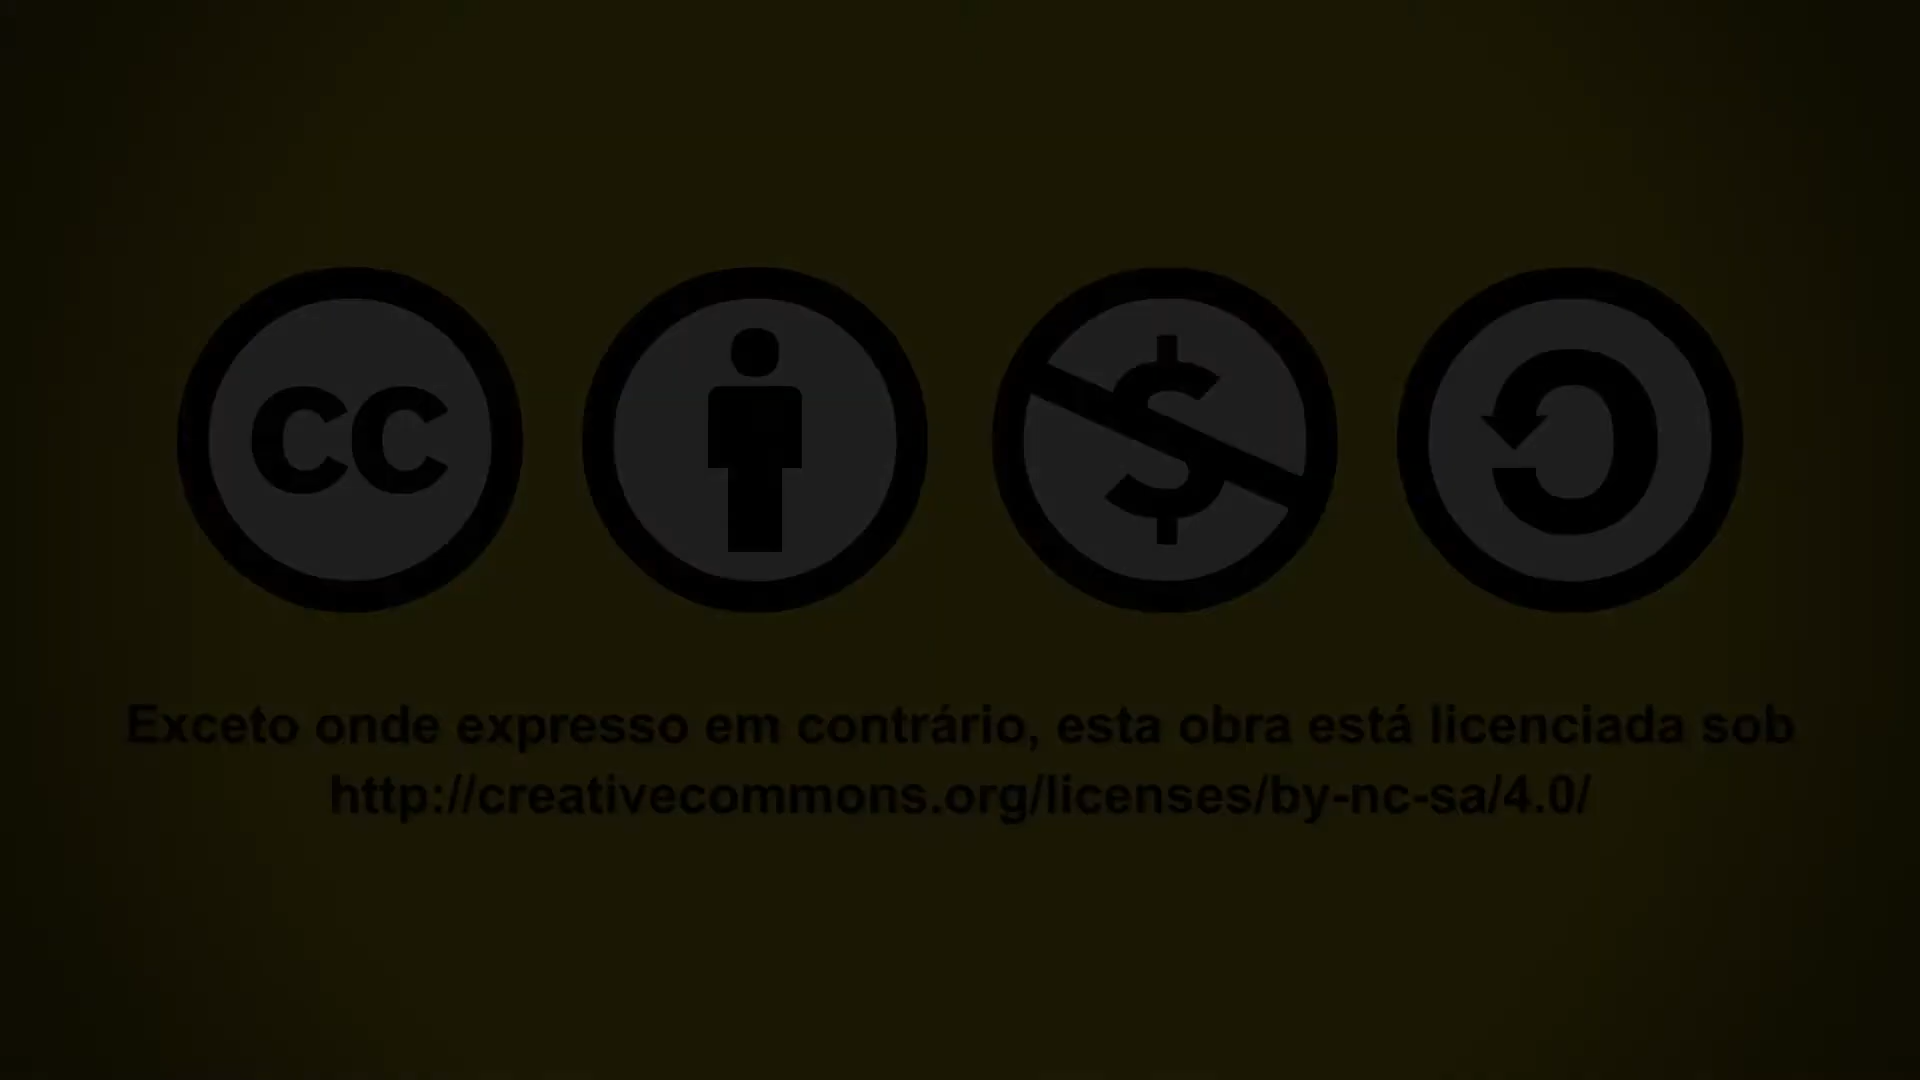 cc
$
Exceto onde expresso em contrário, esta obra está licenciada sob
http://creativecommons.org/licenses/by-nc-sa/4.0/